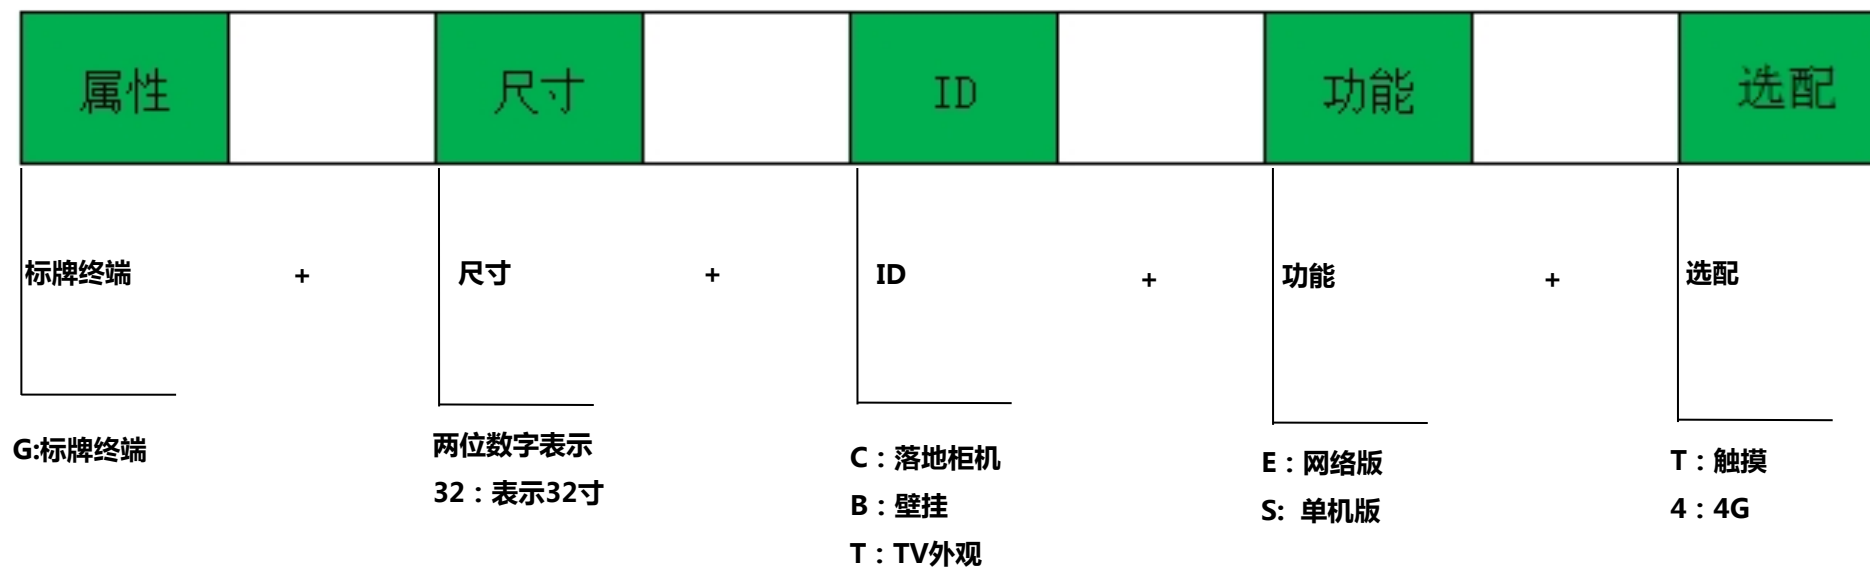 属性 尺寸 ID 功能 选配
标牌终端 + 尺寸 + ID + 功能 + 选配
G:标牌终端
两位数字表示
32：表示32寸
C：落地柜机
B：壁挂
T：TV外观
E：网络版
S: 单机版
T：触摸
4：4G